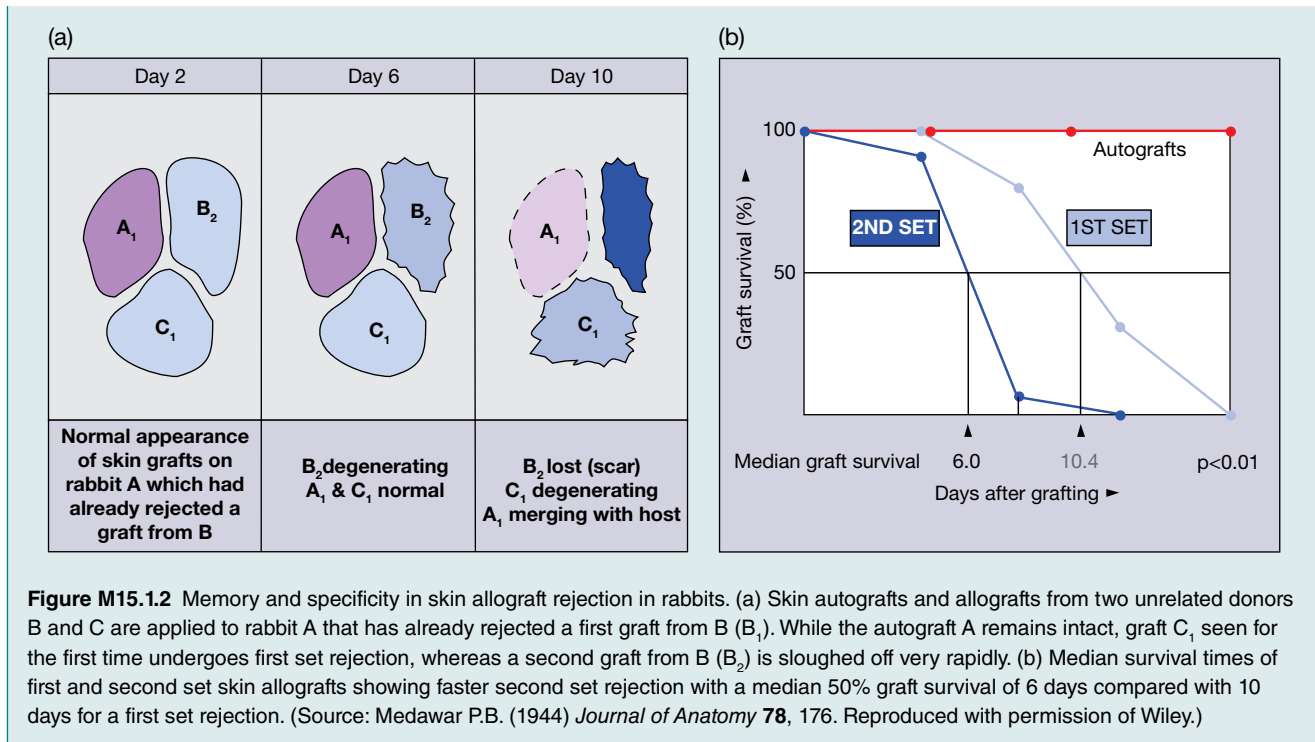 (a)
Day 2
Day 6
Day 10
A1
B2
C1
A1
B2
C1
A1
C1
Normal appearance
of skin grafts on
rabbit A which had
already rejected a
graft from B
B2degenerating
A1 & C1 normal
B2 lost (scar)
C1 degenerating
A1 merging with host
(b)
100
50
Graft survival (%) ►
Autografts
2ND SET
1ST SET
Median graft survival 6.0 10.4 p<0.01
Days after grafting ►
Figure M15.1.2 Memory and specificity in skin allograft rejection in rabbits. (a) Skin autografts and allografts from two unrelated donors
B and C are applied to rabbit A that has already rejected a first graft from B (B1). While the autograft A remains intact, graft C1 seen for
the first time undergoes first set rejection, whereas a second graft from B (B2) is sloughed off very rapidly. (b) Median survival times of
first and second set skin allografts showing faster second set rejection with a median 50% graft survival of 6 days compared with 10
days for a first set rejection. (Source: Medawar P.B. (1944) Journal of Anatomy 78, 176. Reproduced with permission of Wiley.)